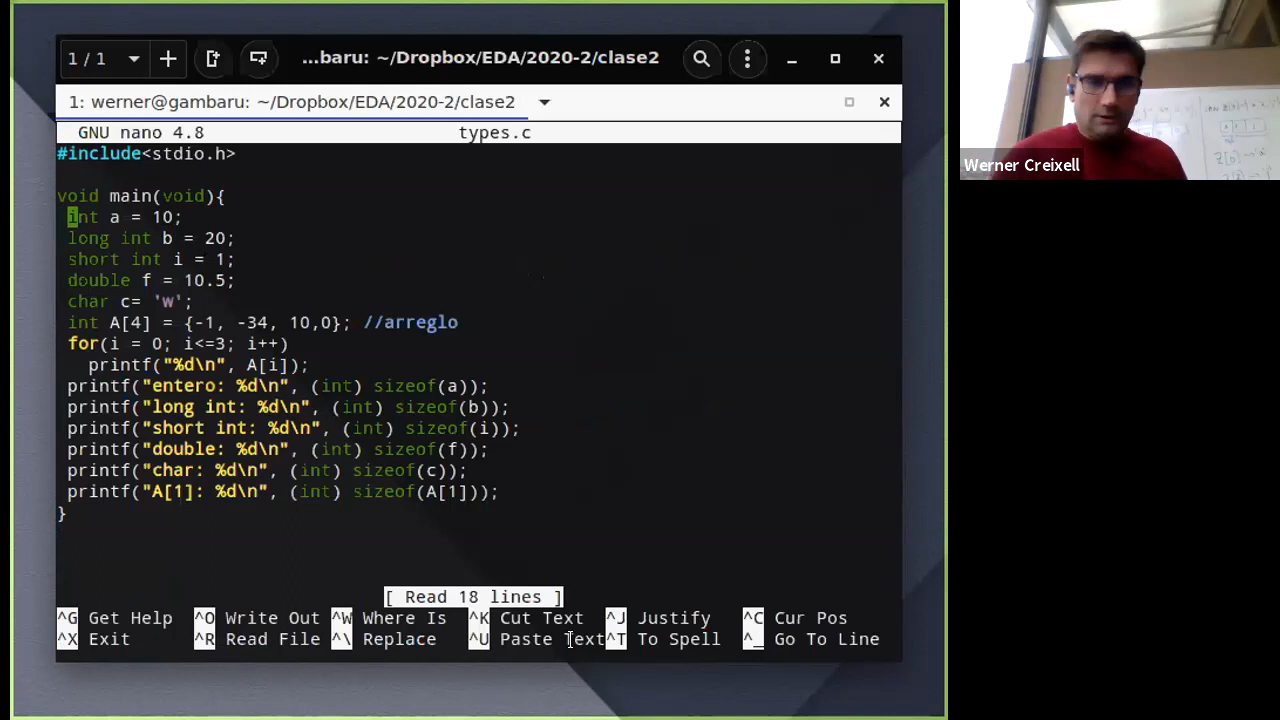 1 / 1
...baru: ~/Dropbox/EDA/2020-2/clase2
1: werner@gambaru: ~/Dropbox/EDA/2020-2/clase2
GNU nano 4.8 types.c
#include<stdio.h>
void main(void){
int a = 10;
long int b = 20;
short int i = 1;
double f = 10.5;
char c= 'w';
int A[4] = {-1, -34, 10,0}; //arreglo
for(i = 0; i<=3; i++)
printf("%d\n", A[i]);
printf("entero: %d\n", (int) sizeof(a));
printf("long int: %d\n", (int) sizeof(b));
printf("short int: %d\n", (int) sizeof(i));
printf("double: %d\n", (int) sizeof(f));
printf("char: %d\n", (int) sizeof(c));
printf("A[1]: %d\n", (int) sizeof(A[1]));
}
[ Read 18 lines ]
^G Get Help ^O Write Out ^W Where Is ^K Cut Text ^J Justify ^C Cur Pos
^X Exit ^R Read File ^\ Replace ^U Paste Text ^T To Spell ^_ Go To Line
Werner Creixell